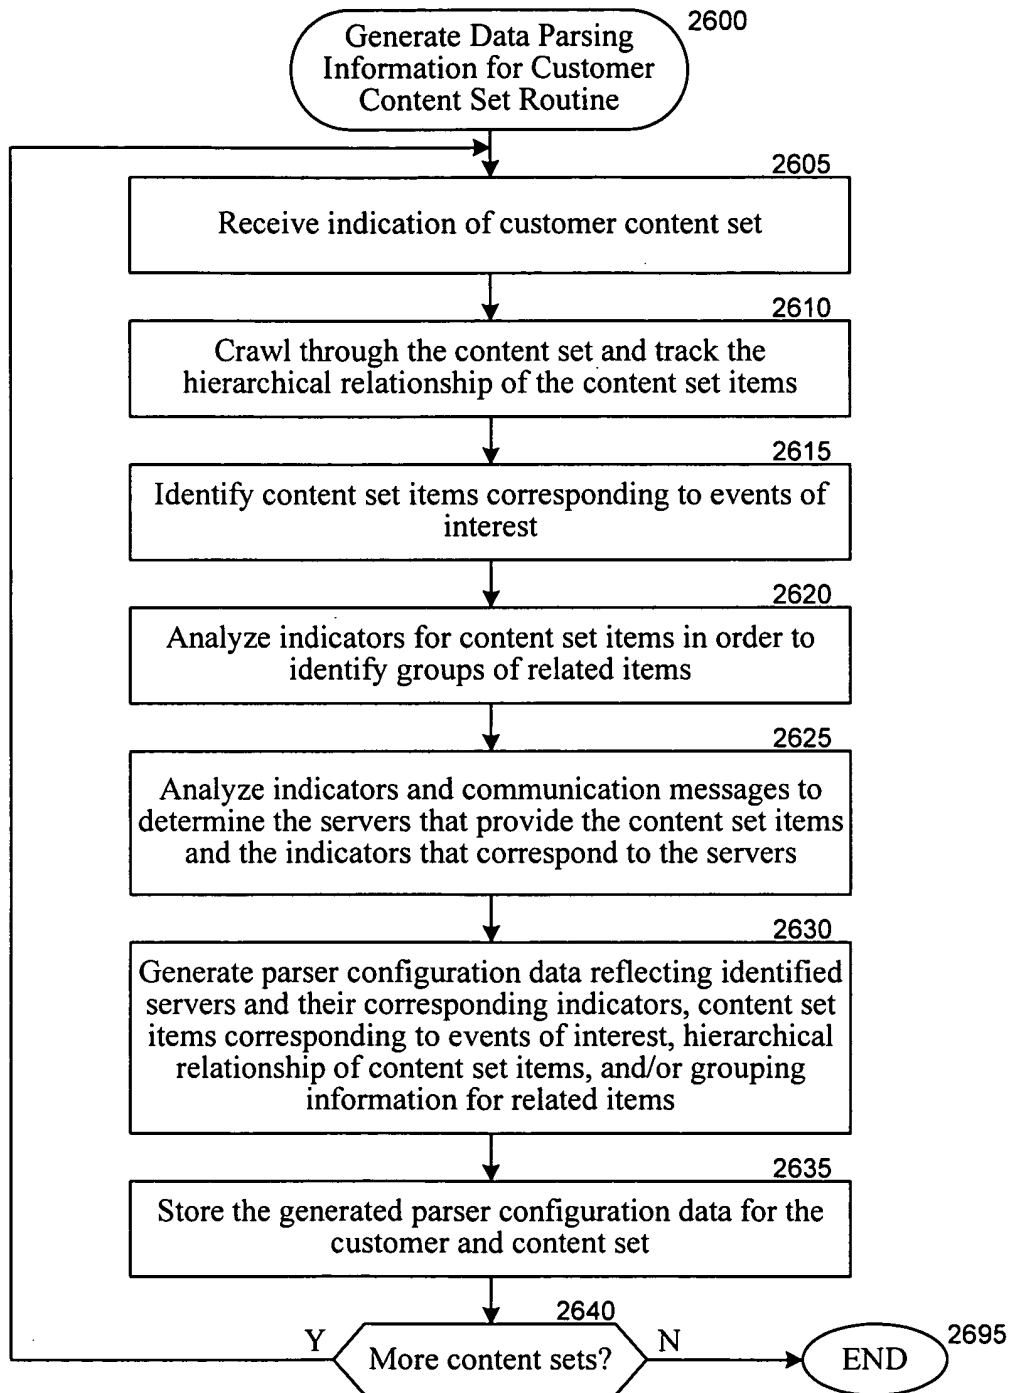 2600
Generate Data Parsing
Information for Customer
Content Set Routine
2605
Receive indication of customer content set
2610
Crawl through the content set and track the
hierarchical relationship of the content set items
2615
Identify content set items corresponding to events of
interest
2620
Analyze indicators for content set items in order to
identify groups of related items
2625
Analyze indicators and communication messages to
determine the servers that provide the content set items
and the indicators that correspond to the servers
2630
Generate parser configuration data reflecting identified
servers and their corresponding indicators, content set
items corresponding to events of interest, hierarchical
relationship of content set items, and/or grouping
information for related items
2635
Store the generated parser configuration data for the
customer and content set
2640
Y
More content sets?
N
END
2695